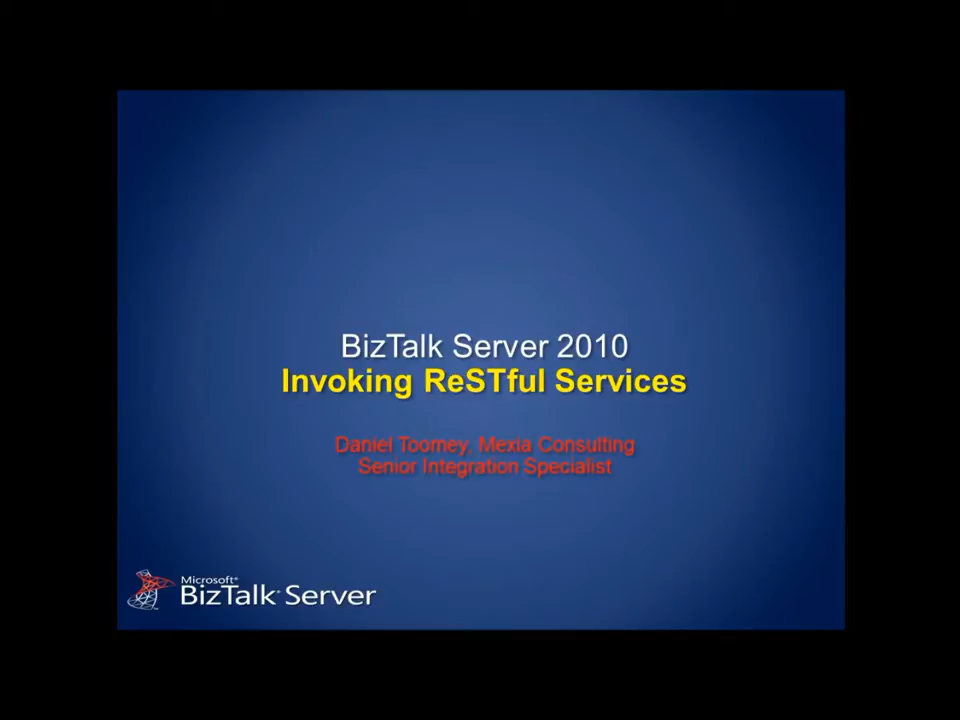 BizTalk Server 2010
Invoking ReSTful Services
Daniel Toomey, Mexia Consulting
Senior Integration Specialist
Microsoft®
BizTalk® Server